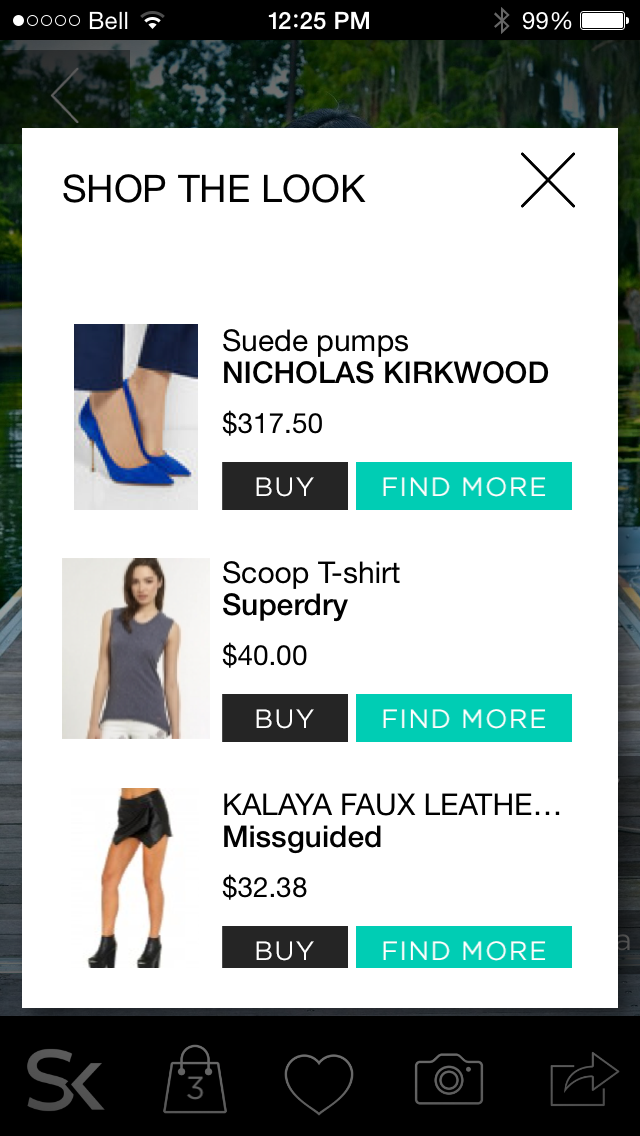 Bell 12:25 PM 99%
SHOP THE LOOK
Suede pumps
NICHOLAS KIRKWOOD
$317.50
BUY FIND MORE
Scoop T-shirt
Superdry
$40.00
BUY FIND MORE
KALAYA FAUX LEATHE...
Missguided
$32.38
BUY FIND MORE
a
SK 3